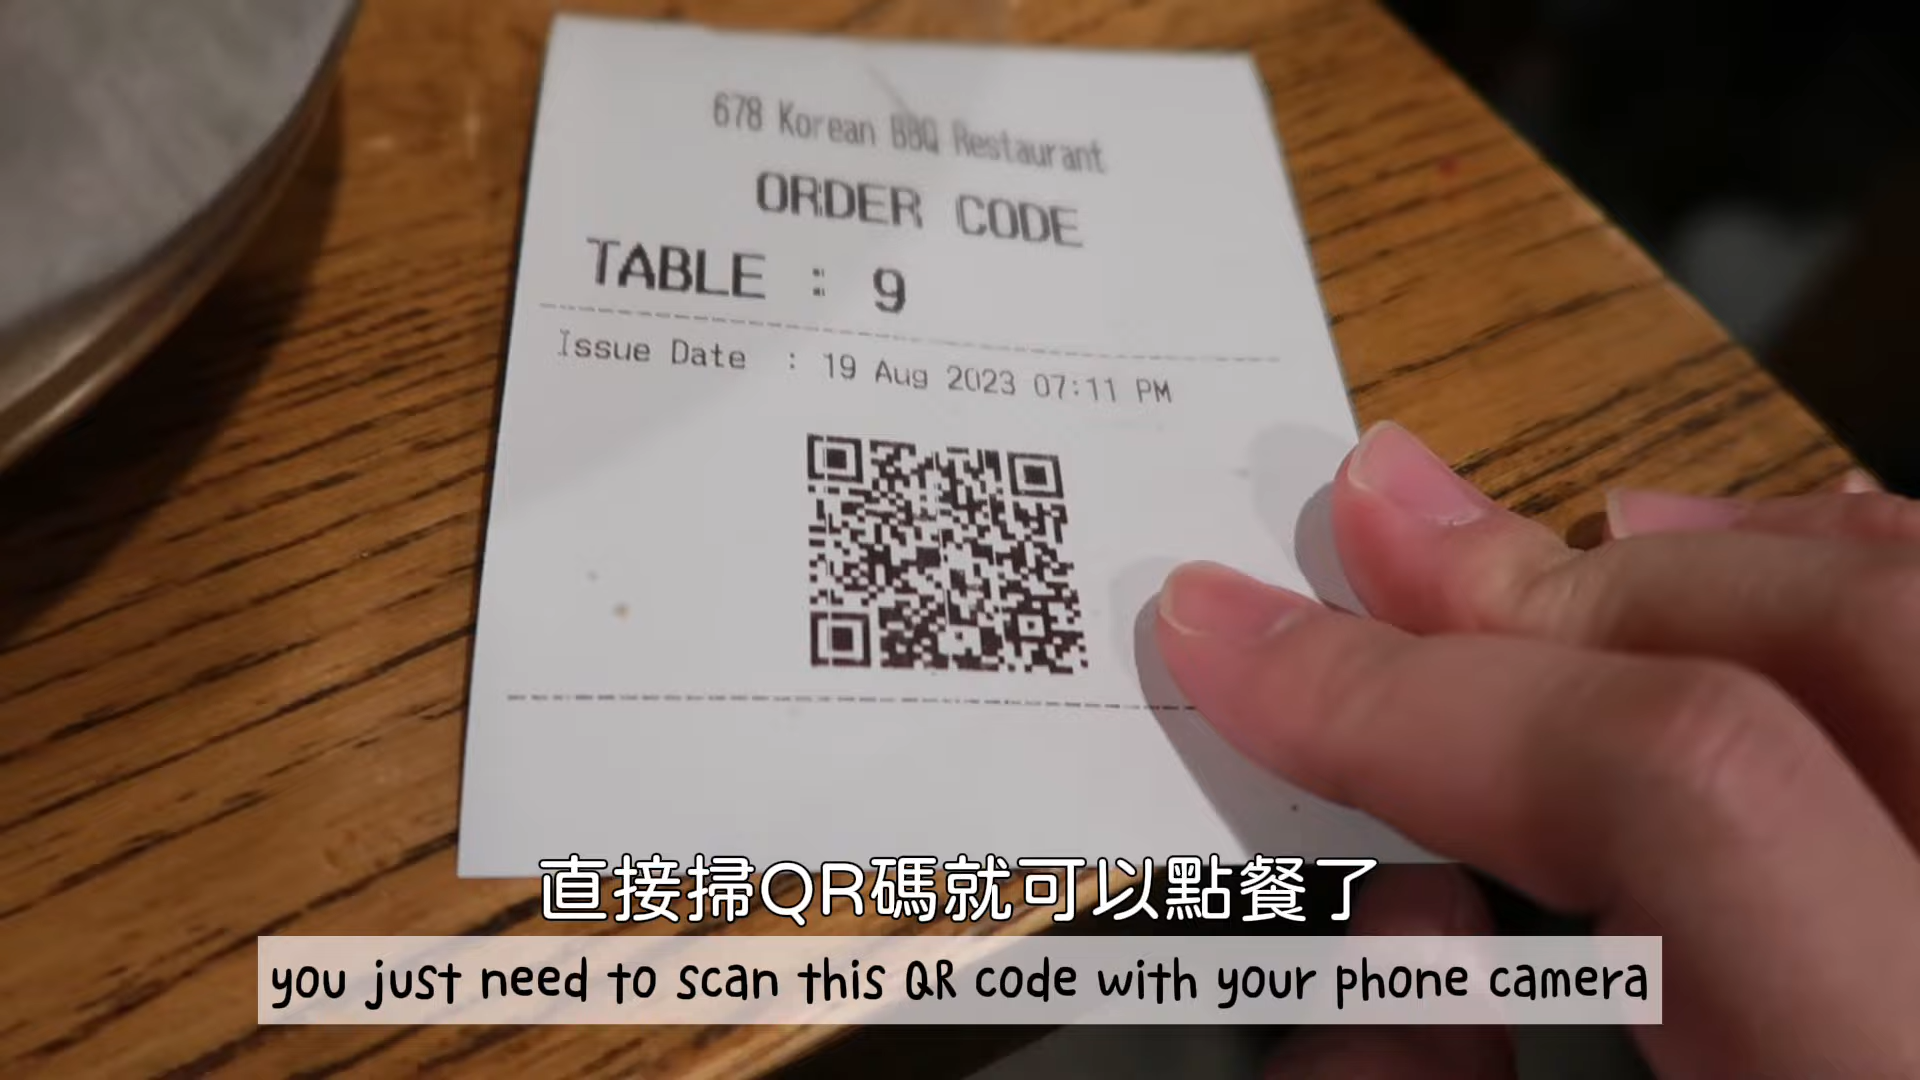 678 Korean BBQ Restaurant
ORDER CODE
TABLE : 9
Issue Date : 19 Aug 2023 07:11 PM
直接掃QR碼就可以點餐了
you just need to scan this QR code with your phone camera